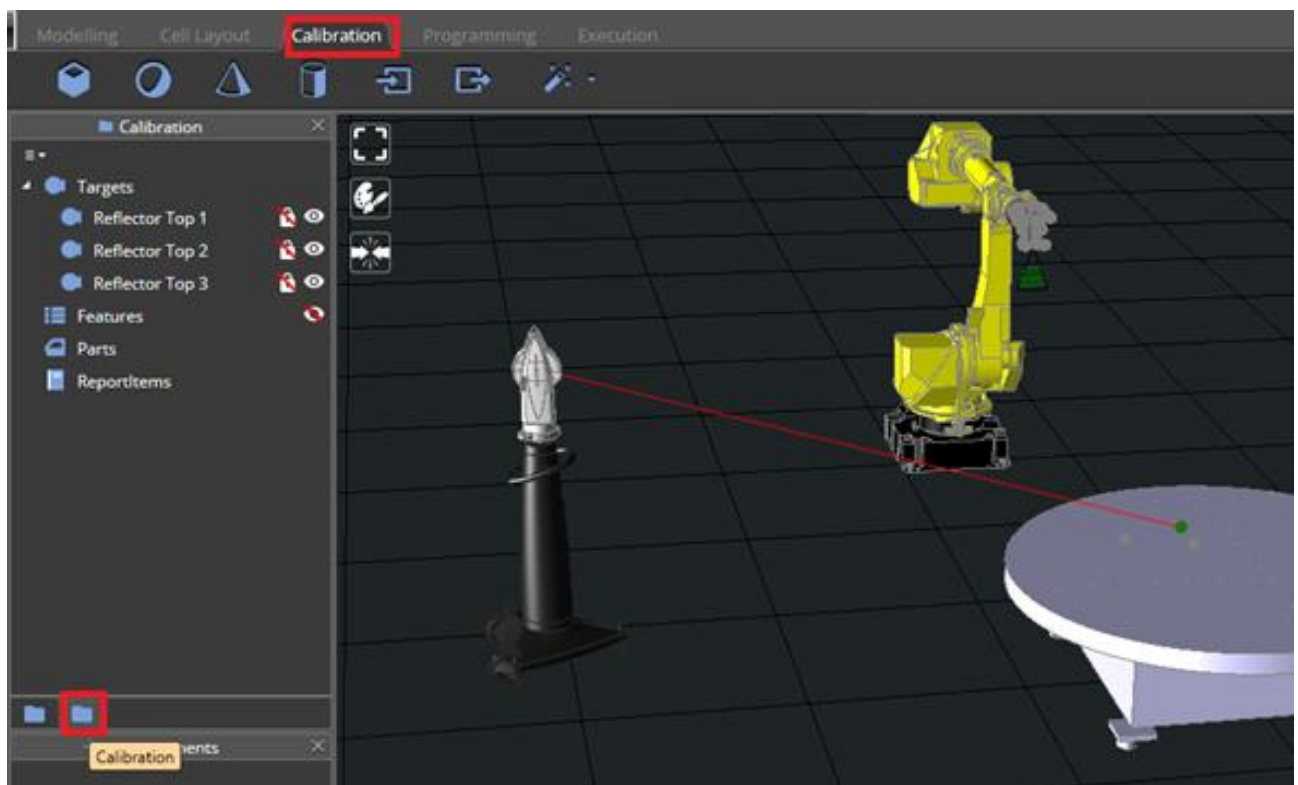 Modelling Cell Layout Calibration Programming Execution
Calibration
Targets
Reflector Top 1
Reflector Top 2
Reflector Top 3
Features
Parts
ReportItems
Calibration